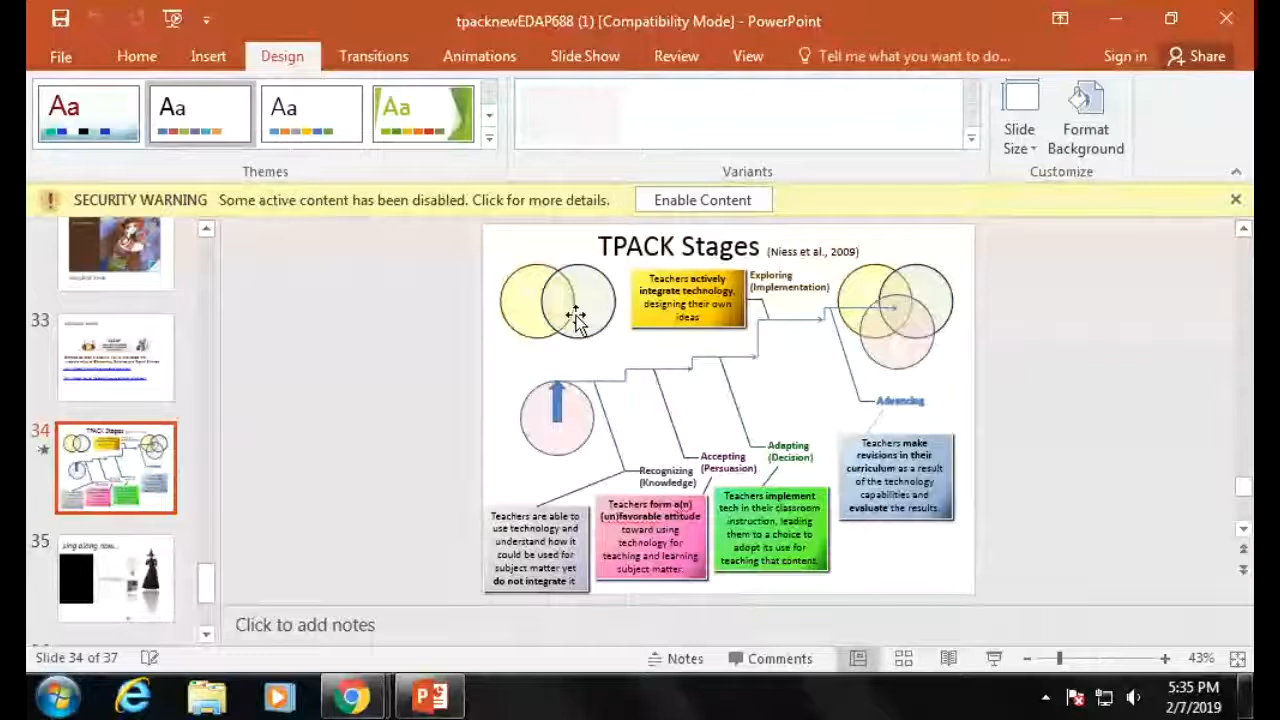 tpacknewEDAP688 (1) [Compatibility Mode] - PowerPoint
File Home Insert Design Transitions Animations Slide Show Review View Tell me what you want to do... Sign in Share
Aa Aa Aa Aa
Slide Size
Format Background
Themes Variants Customize
SECURITY WARNING Some active content has been disabled. Click for more details. Enable Content
33
34
TPACK Stages
35
TPACK Stages (Niess et al., 2009)
Teachers actively
integrate technology,
designing their own
ideas
Exploring
(Implementation)
Advancing
Teachers make
revisions in their
curriculum as a result
of the technology
capabilities and
evaluate the results.
Adapting
(Decision)
Accepting
(Persuasion)
Recognizing
(Knowledge)
Teachers are able to
use technology and
understand how it
could be used for
subject matter yet
do not integrate it
Teachers form a(n)
(un)favorable attitude
toward using
technology for
teaching and learning
subject matter.
Teachers implement
tech in their classroom
instruction, leading
them to a choice to
adopt its use for
teaching that content.
Click to add notes
Slide 34 of 37 Notes Comments 43%
5:35 PM
2/7/2019